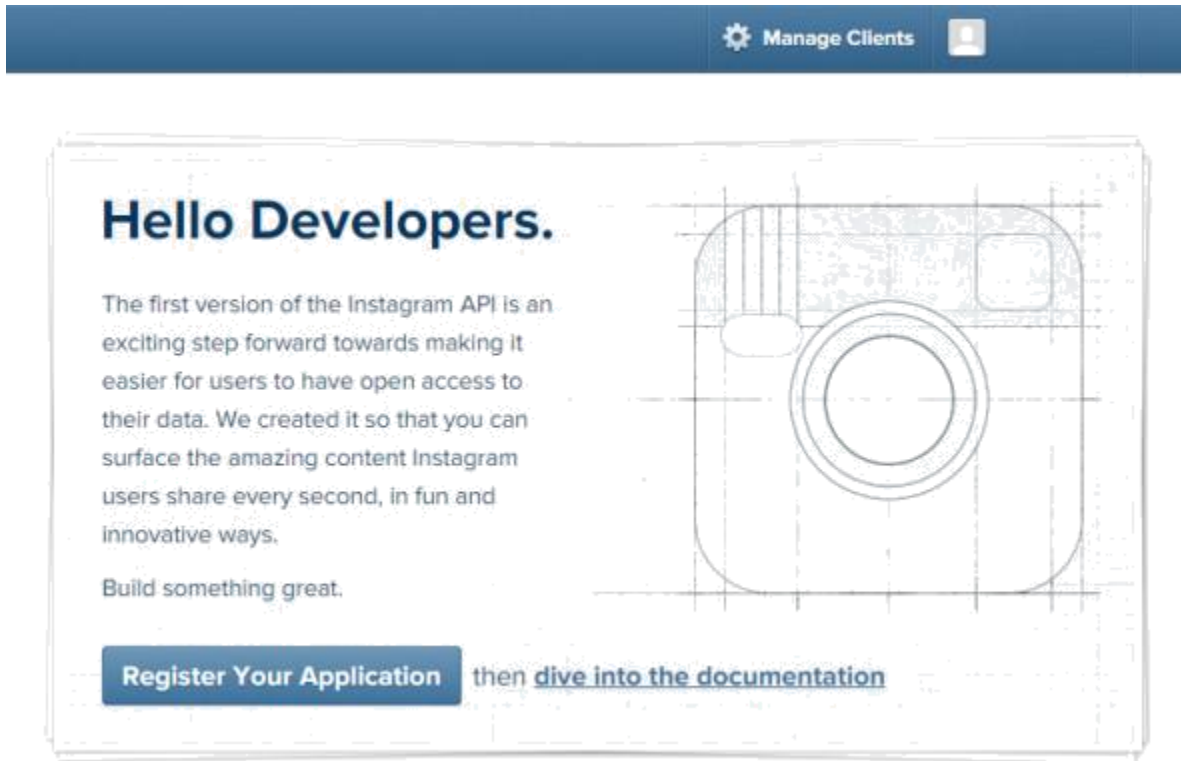 Manage Clients
Hello Developers.
The first version of the Instagram API is an
exciting step forward towards making it
easier for users to have open access to
their data. We created it so that you can
surface the amazing content Instagram
users share every second, in fun and
innovative ways.
Build something great.
Register Your Application then dive into the documentation